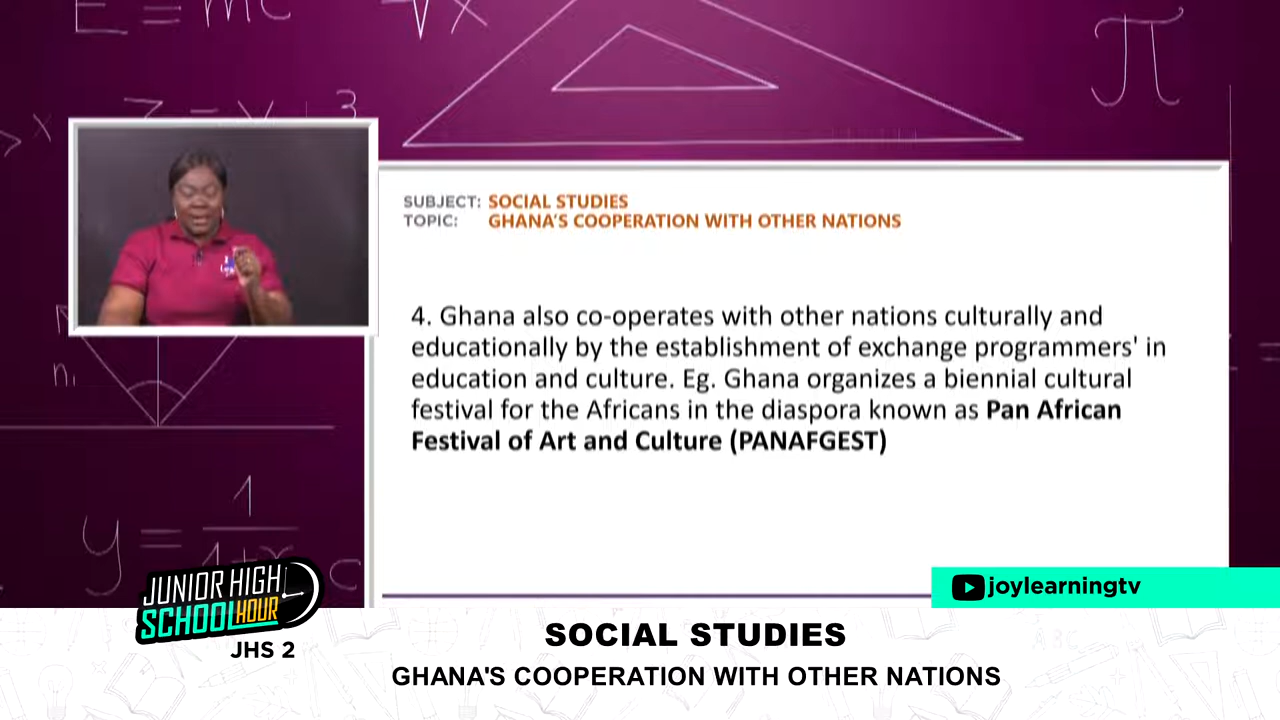 E = mc √x
π
> x z = y + 3
SUBJECT: SOCIAL STUDIES
TOPIC: GHANA'S COOPERATION WITH OTHER NATIONS
4. Ghana also co-operates with other nations culturally and
educationally by the establishment of exchange programmers' in
education and culture. Eg. Ghana organizes a biennial cultural
festival for the Africans in the diaspora known as Pan African
Festival of Art and Culture (PANAFGEST)
n
y = 1
JUNIOR HIGH
SCHOOL HOUR
JHS 2
joylearningtv
SOCIAL STUDIES
GHANA'S COOPERATION WITH OTHER NATIONS